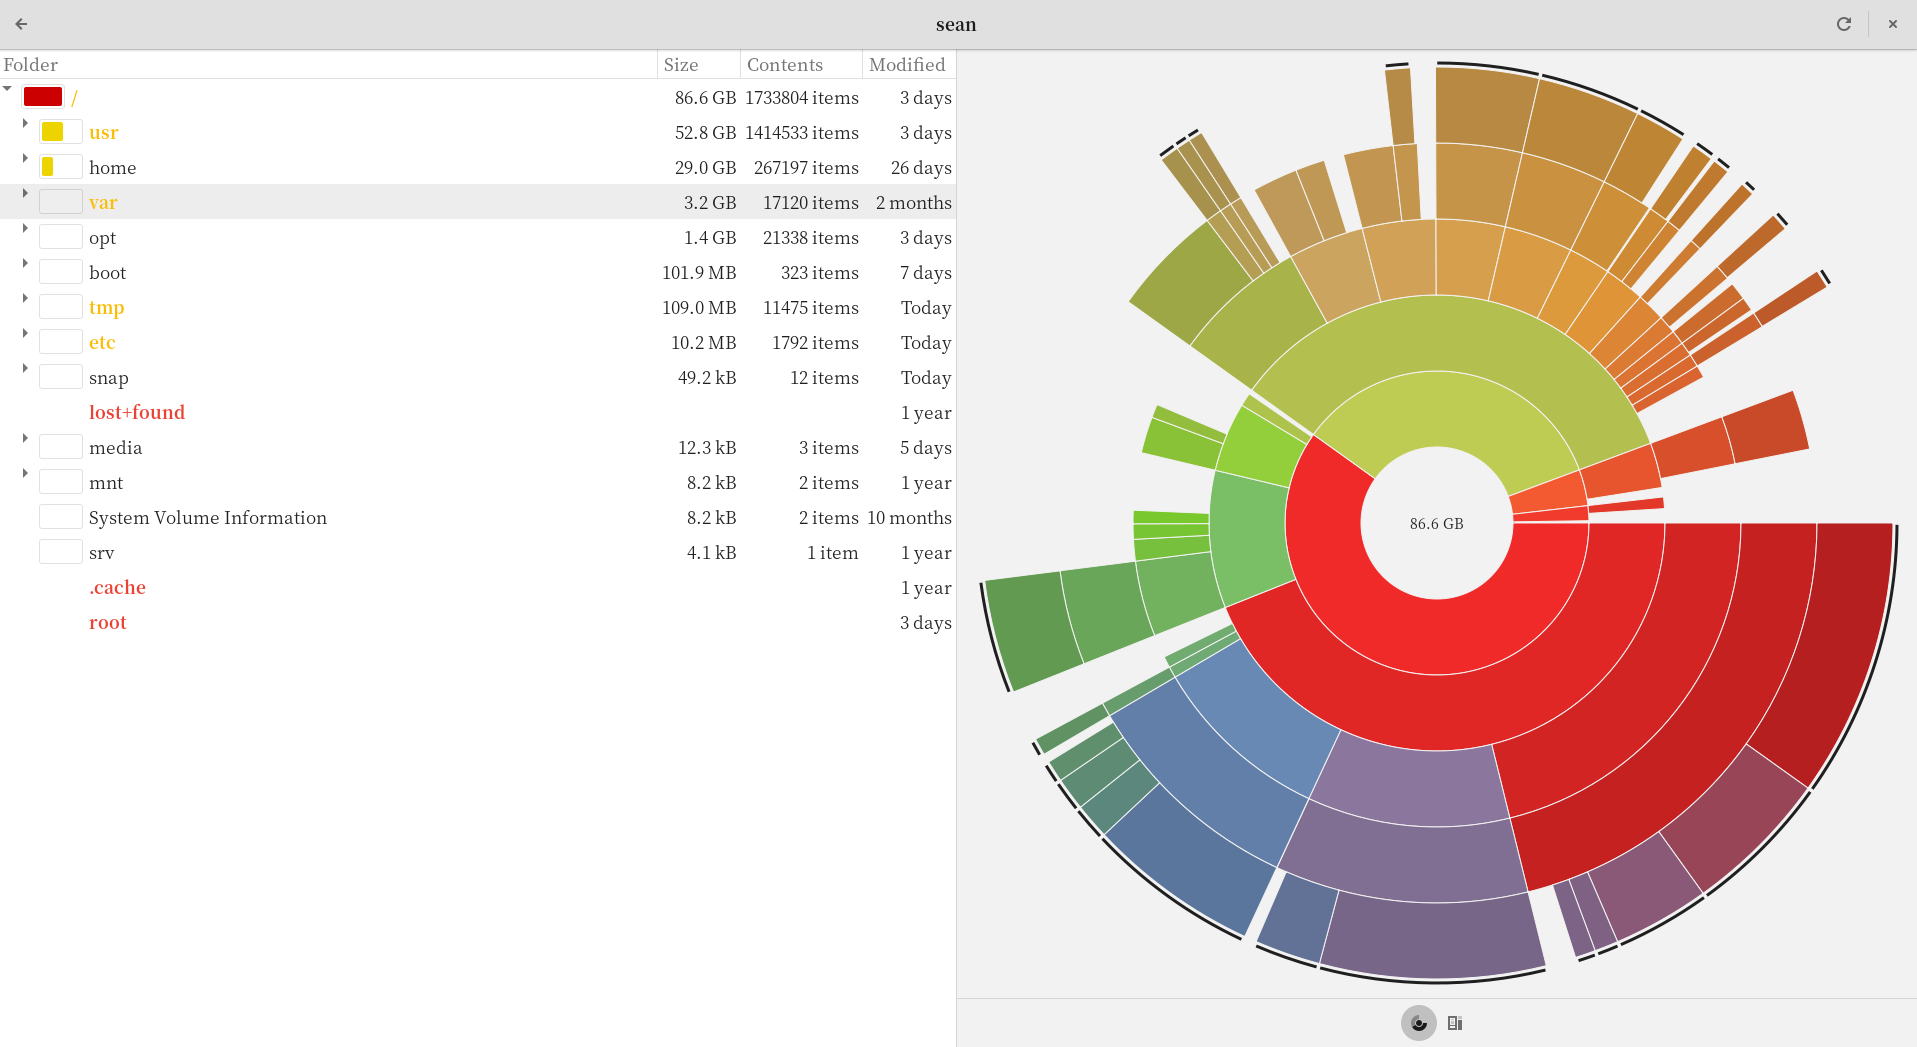 sean
Folder Size Contents Modified
/ 86.6 GB 1733804 items 3 days
usr 52.8 GB 1414533 items 3 days
home 29.0 GB 267197 items 26 days
var 3.2 GB 17120 items 2 months
opt 1.4 GB 21338 items 3 days
boot 101.9 MB 323 items 7 days
tmp 109.0 MB 11475 items Today
etc 10.2 MB 1792 items Today
snap 49.2 kB 12 items Today
lost+found 1 year
media 12.3 kB 3 items 5 days
mnt 8.2 kB 2 items 1 year
System Volume Information 8.2 kB 2 items 10 months
srv 4.1 kB 1 item 1 year
.cache 1 year
root 3 days
86.6 GB